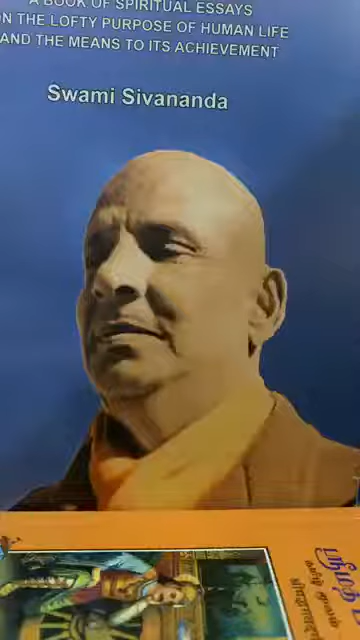 A BOOK OF SPIRITUAL ESSAYS
ON THE LOFTY PURPOSE OF HUMAN LIFE
AND THE MEANS TO ITS ACHIEVEMENT
Swami Sivananda